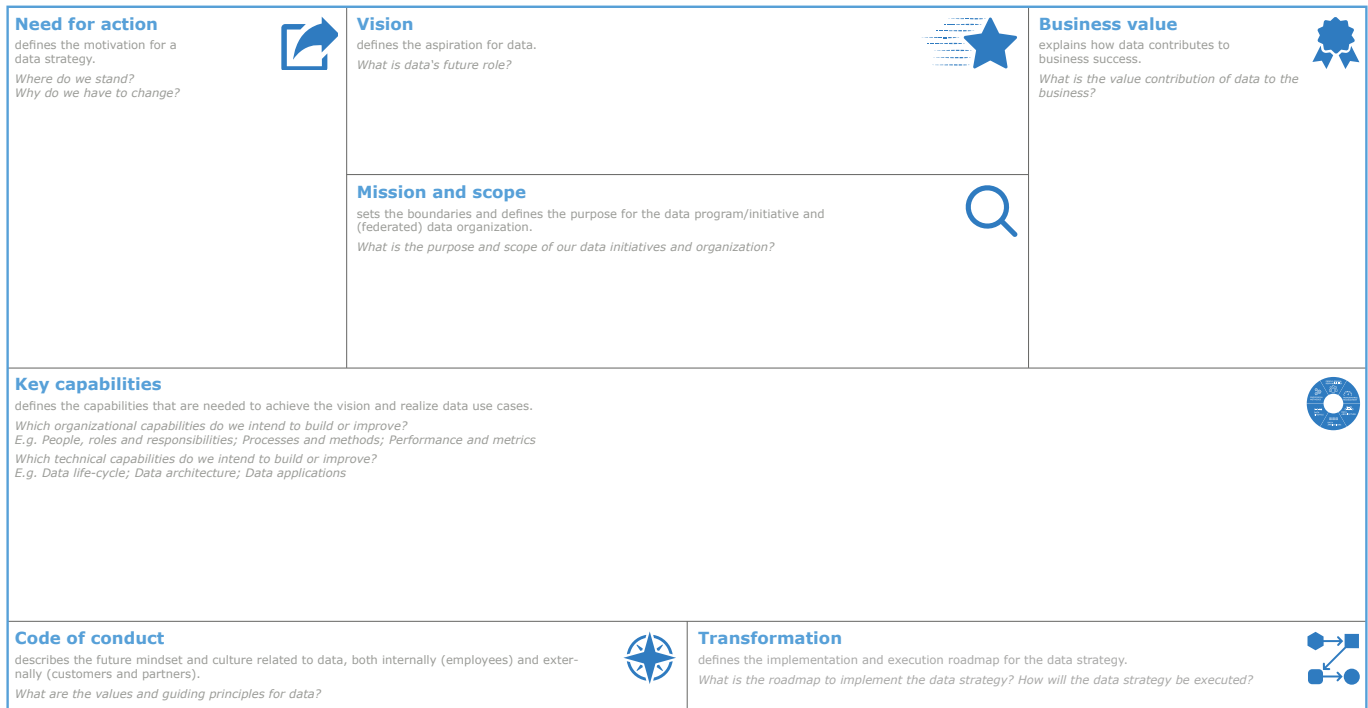 Need for action
defines the motivation for a
data strategy.
Where do we stand?
Why do we have to change?
Vision
defines the aspiration for data.
What is data's future role?
Business value
explains how data contributes to
business success.
What is the value contribution of data to the
business?
Mission and scope
sets the boundaries and defines the purpose for the data program/initiative and
(federated) data organization.
What is the purpose and scope of our data initiatives and organization?
Key capabilities
defines the capabilities that are needed to achieve the vision and realize data use cases.
Which organizational capabilities do we intend to build or improve?
E.g. People, roles and responsibilities; Processes and methods; Performance and metrics
Which technical capabilities do we intend to build or improve?
E.g. Data life-cycle; Data architecture; Data applications
Code of conduct
describes the future mindset and culture related to data, both internally (employees) and exter-
nally (customers and partners).
What are the values and guiding principles for data?
Transformation
defines the implementation and execution roadmap for the data strategy.
What is the roadmap to implement the data strategy? How will the data strategy be executed?